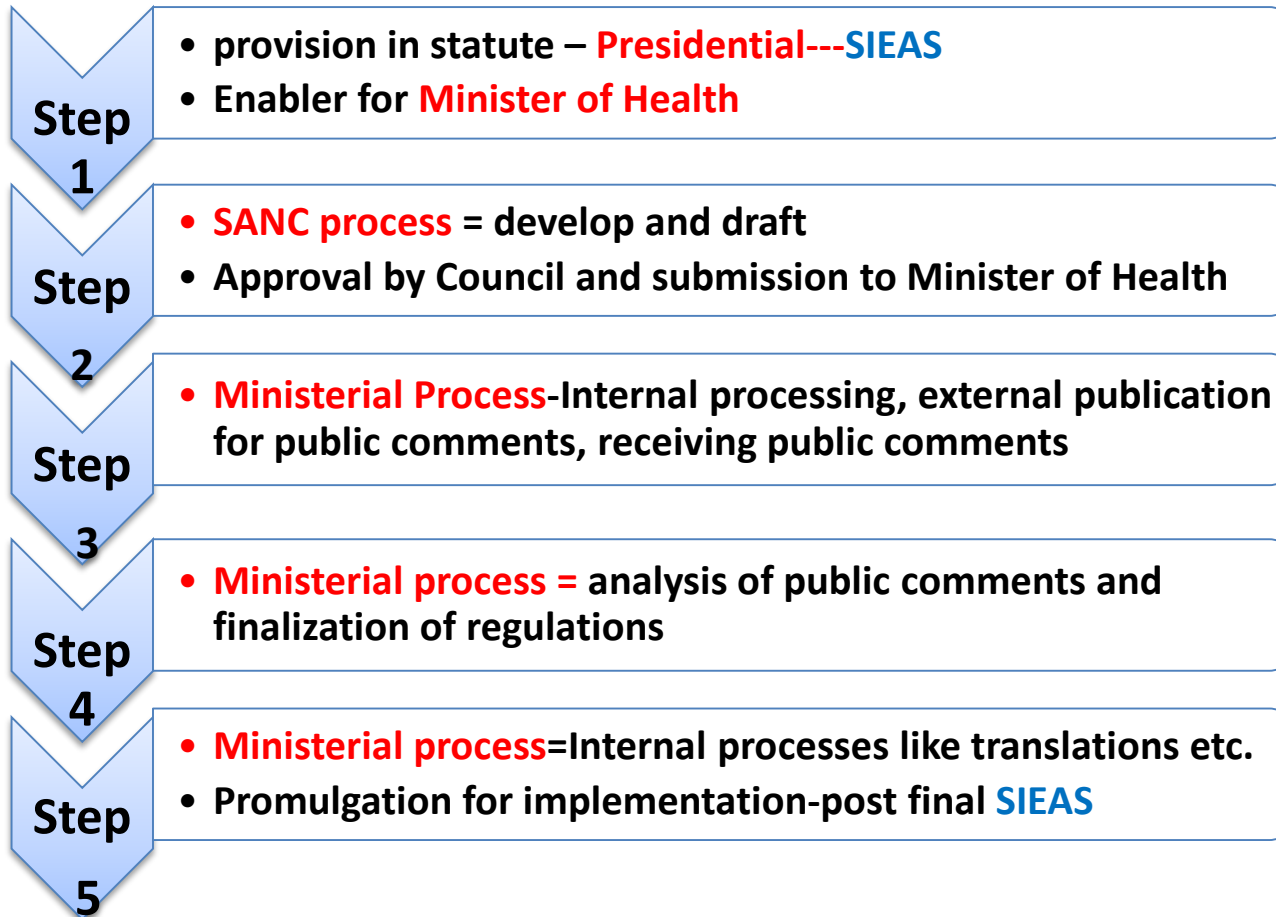 Step
1
• provision in statute – Presidential---SIEAS
• Enabler for Minister of Health
Step
2
• SANC process = develop and draft
• Approval by Council and submission to Minister of Health
Step
3
• Ministerial Process-Internal processing, external publication
for public comments, receiving public comments
Step
4
• Ministerial process = analysis of public comments and
finalization of regulations
Step
5
• Ministerial process=Internal processes like translations etc.
• Promulgation for implementation-post final SIEAS